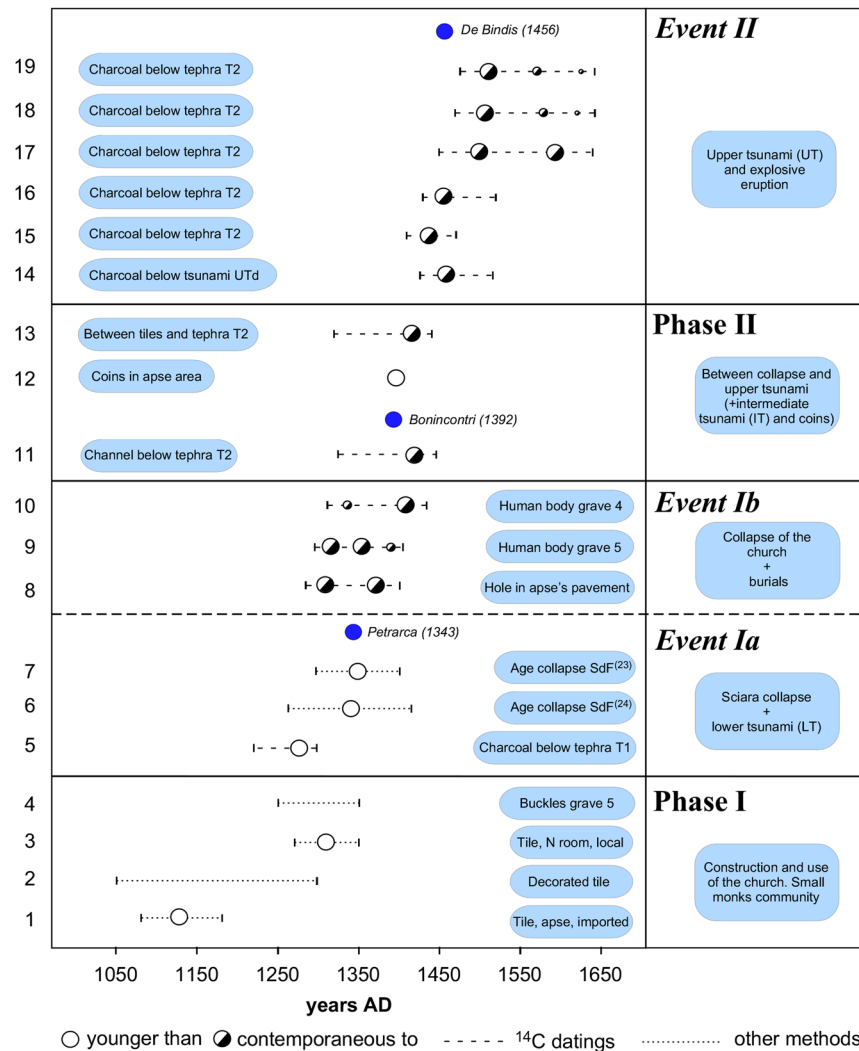 De Bindis (1456)
Event II
19
Charcoal below tephra T2
18
Charcoal below tephra T2
17
Charcoal below tephra T2
Upper tsunami (UT)
and explosive
eruption
16
Charcoal below tephra T2
15
Charcoal below tephra T2
14
Charcoal below tsunami UTd
Phase II
13
Between tiles and tephra T2
12
Coins in apse area
Between collapse and
upper tsunami
(+intermediate
tsunami (IT) and coins)
Bonincontri (1392)
11
Channel below tephra T2
Event Ib
10
Human body grave 4
9
Human body grave 5
Collapse of the
church
+
burials
8
Hole in apse's pavement
Petrarca (1343)
Event Ia
7
Age collapse SdF(23)
6
Age collapse SdF(24)
Sciara collapse
+
lower tsunami (LT)
5
Charcoal below tephra T1
Phase I
4
Buckles grave 5
3
Tile, N room, local
2
Decorated tile
Construction and use
of the church. Small
monks community
1
Tile, apse, imported
1050 1150 1250 1350 1450 1550 1650
years AD
younger than contemporaneous to 14C datings other methods